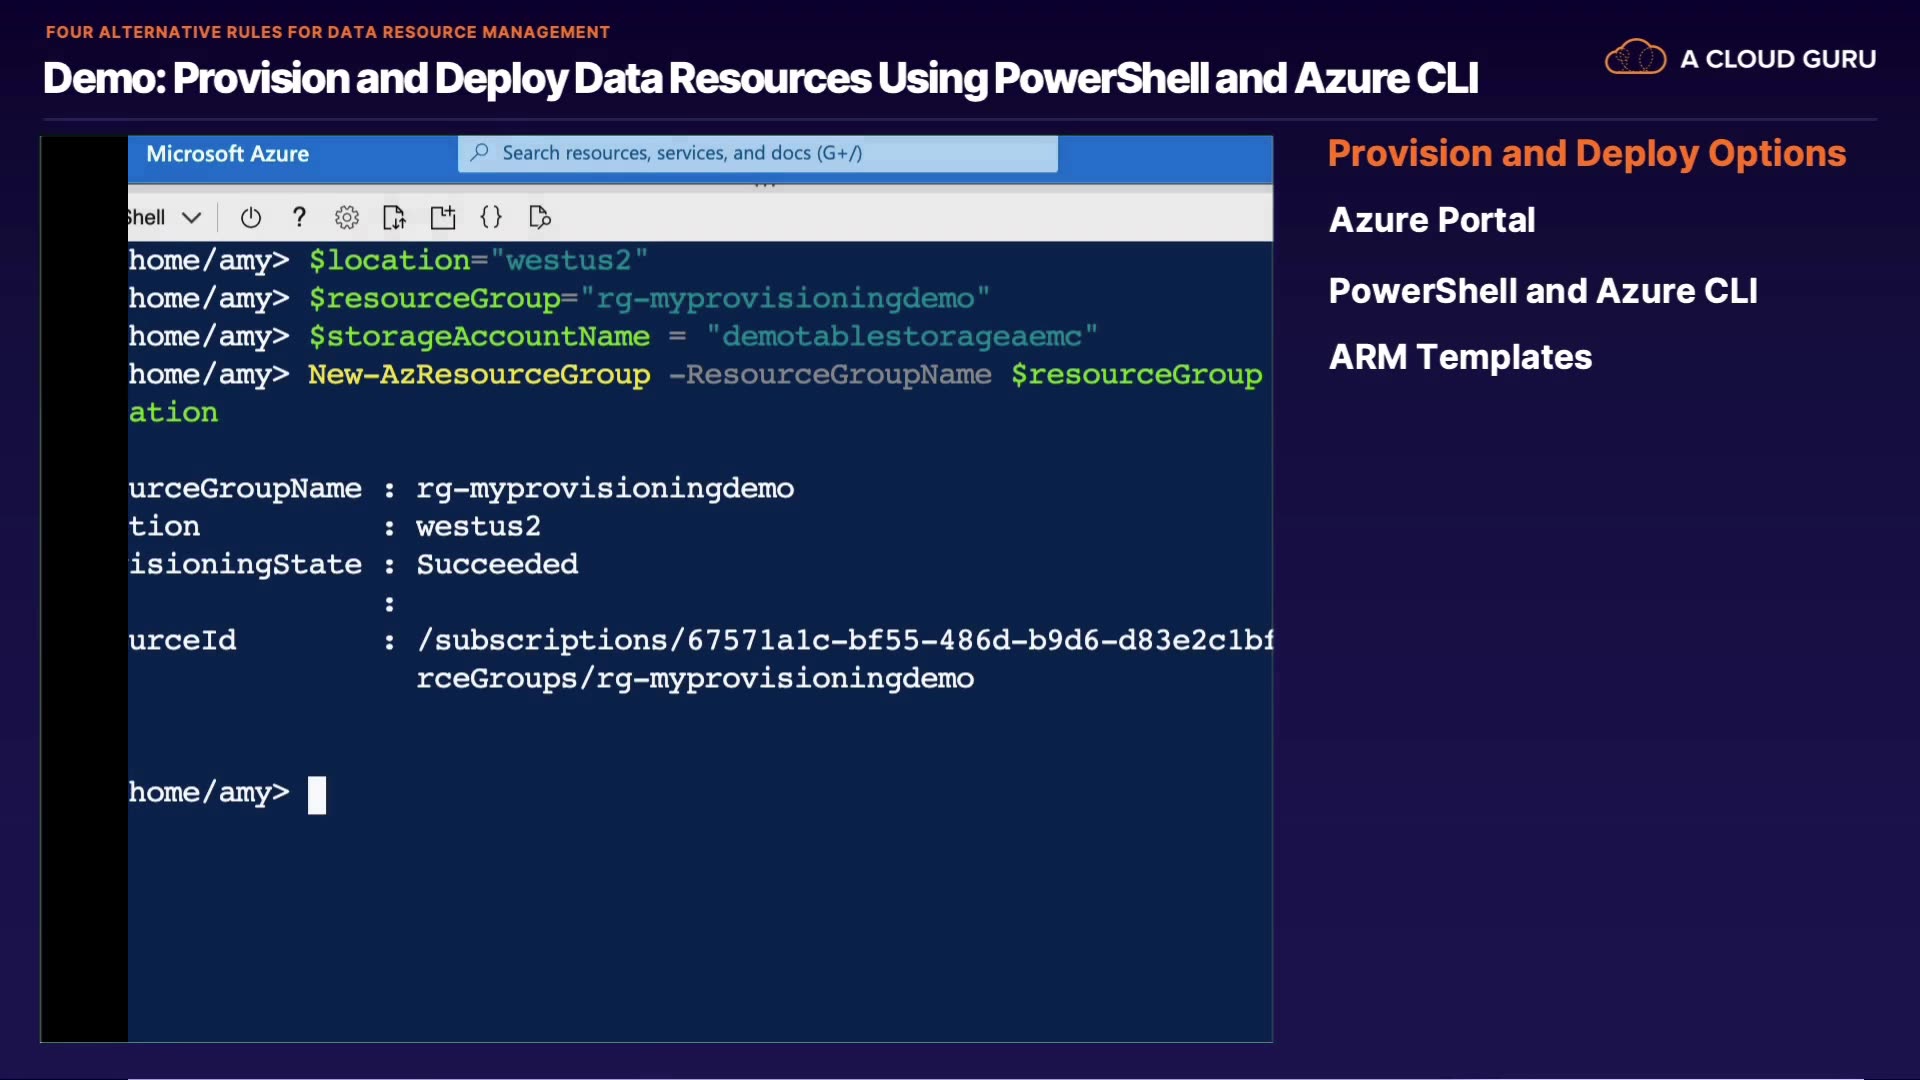 FOUR ALTERNATIVE RULES FOR DATA RESOURCE MANAGEMENT
Demo: Provision and Deploy Data Resources Using PowerShell and Azure CLI
A CLOUD GURU
Microsoft Azure
Search resources, services, and docs (G+/)
Shell
home/amy> $location="westus2"
home/amy> $resourceGroup="rg-myprovisioningdemo"
home/amy> $storageAccountName = "demotablestorageaemc"
home/amy> New-AzResourceGroup -ResourceGroupName $resourceGroup
ation
urceGroupName : rg-myprovisioningdemo
tion : westus2
isioningState : Succeeded
:
urceId : /subscriptions/67571a1c-bf55-486d-b9d6-d83e2c1bf
rceGroups/rg-myprovisioningdemo
home/amy>
Provision and Deploy Options
Azure Portal
PowerShell and Azure CLI
ARM Templates